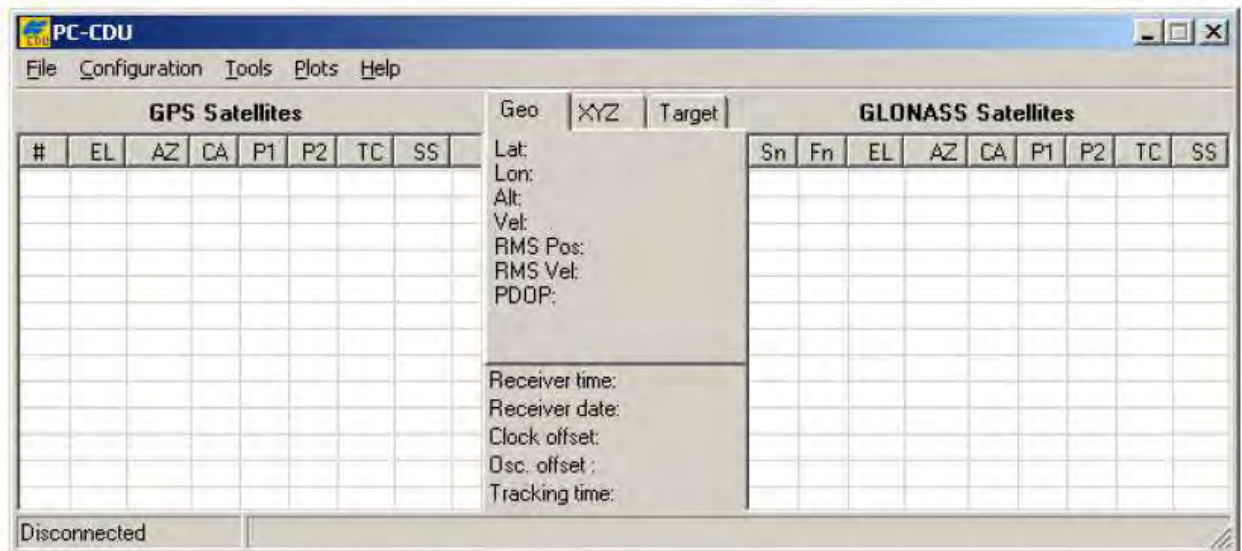 PC-CDU
File Configuration Tools Plots Help
GPS Satellites
# EL AZ CA P1 P2 TC SS
Geo XYZ Target
Lat:
Lon:
Alt:
Vel:
RMS Pos:
RMS Vel:
PDOP:
Receiver time:
Receiver date:
Clock offset:
Osc. offset :
Tracking time:
GLONASS Satellites
Sn Fn EL AZ CA P1 P2 TC SS
Disconnected